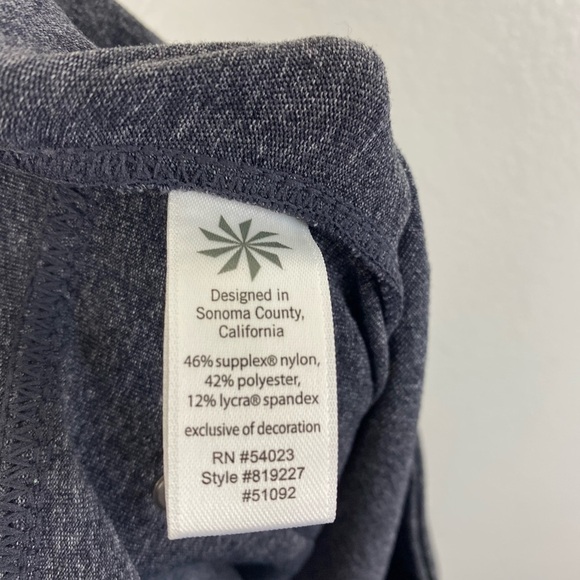 Designed in
Sonoma County,
California
46% supplex® nylon,
42% polyester,
12% lycra® spandex
exclusive of decoration
RN #54023
Style #819227
#51092